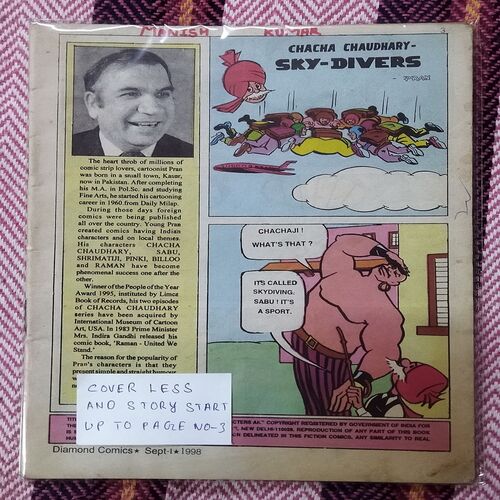 MANISH KUMAR
3
CHACHA CHAUDHARY-
SKY-DIVERS
- PRAN
The heart throb of millions of
comic strip lovers, cartoonist Pran
was born in a small town, Kasur,
now in Pakistan. After completing
his M.A. in Pol.Sc. and studying
Fine Arts, he started his cartooning
career in 1960 from Daily Milap.
During those days foreign
comics were being published
all over the country. Young Pran
created comics having Indian
characters and on local themes.
His characters CHACHA
CHAUDHARY, SABU,
SHRIMATIJI, PINKI, BILLOO
and RAMAN have become
phenomenal success one after the
other.
Winner of the People of the Year
Award 1995, instituted by Limca
Book of Records, his two episodes
of CHACHA CHAUDHARY
series have been acquired by
International Museum of Cartoon
Art, USA. In 1983 Prime Minister
Mrs. Indira Gandhi released his
comic book, 'Raman - United We
Stand.'
The reason for the popularity of
Pran's characters is that they
present simple and straight humour
CHACHAJI !
WHAT'S THAT ?
IT'S CALLED
SKYDIVING.
SABU ! IT'S
A SPORT.
COVER LESS
AND STORY START
UP TO PAGE NO-3
CTERS ARE COPYRIGHT REGISTERED BY GOVERNMENT OF INDIA FOR
NEW DELHI-110028. REPRODUCTION OF ANY PART OF THIS BOOK
OR DELINEATED IN THIS FICTION COMICS. ANY SIMILARITY TO REAL
Diamond Comics★ Sept-I★1998